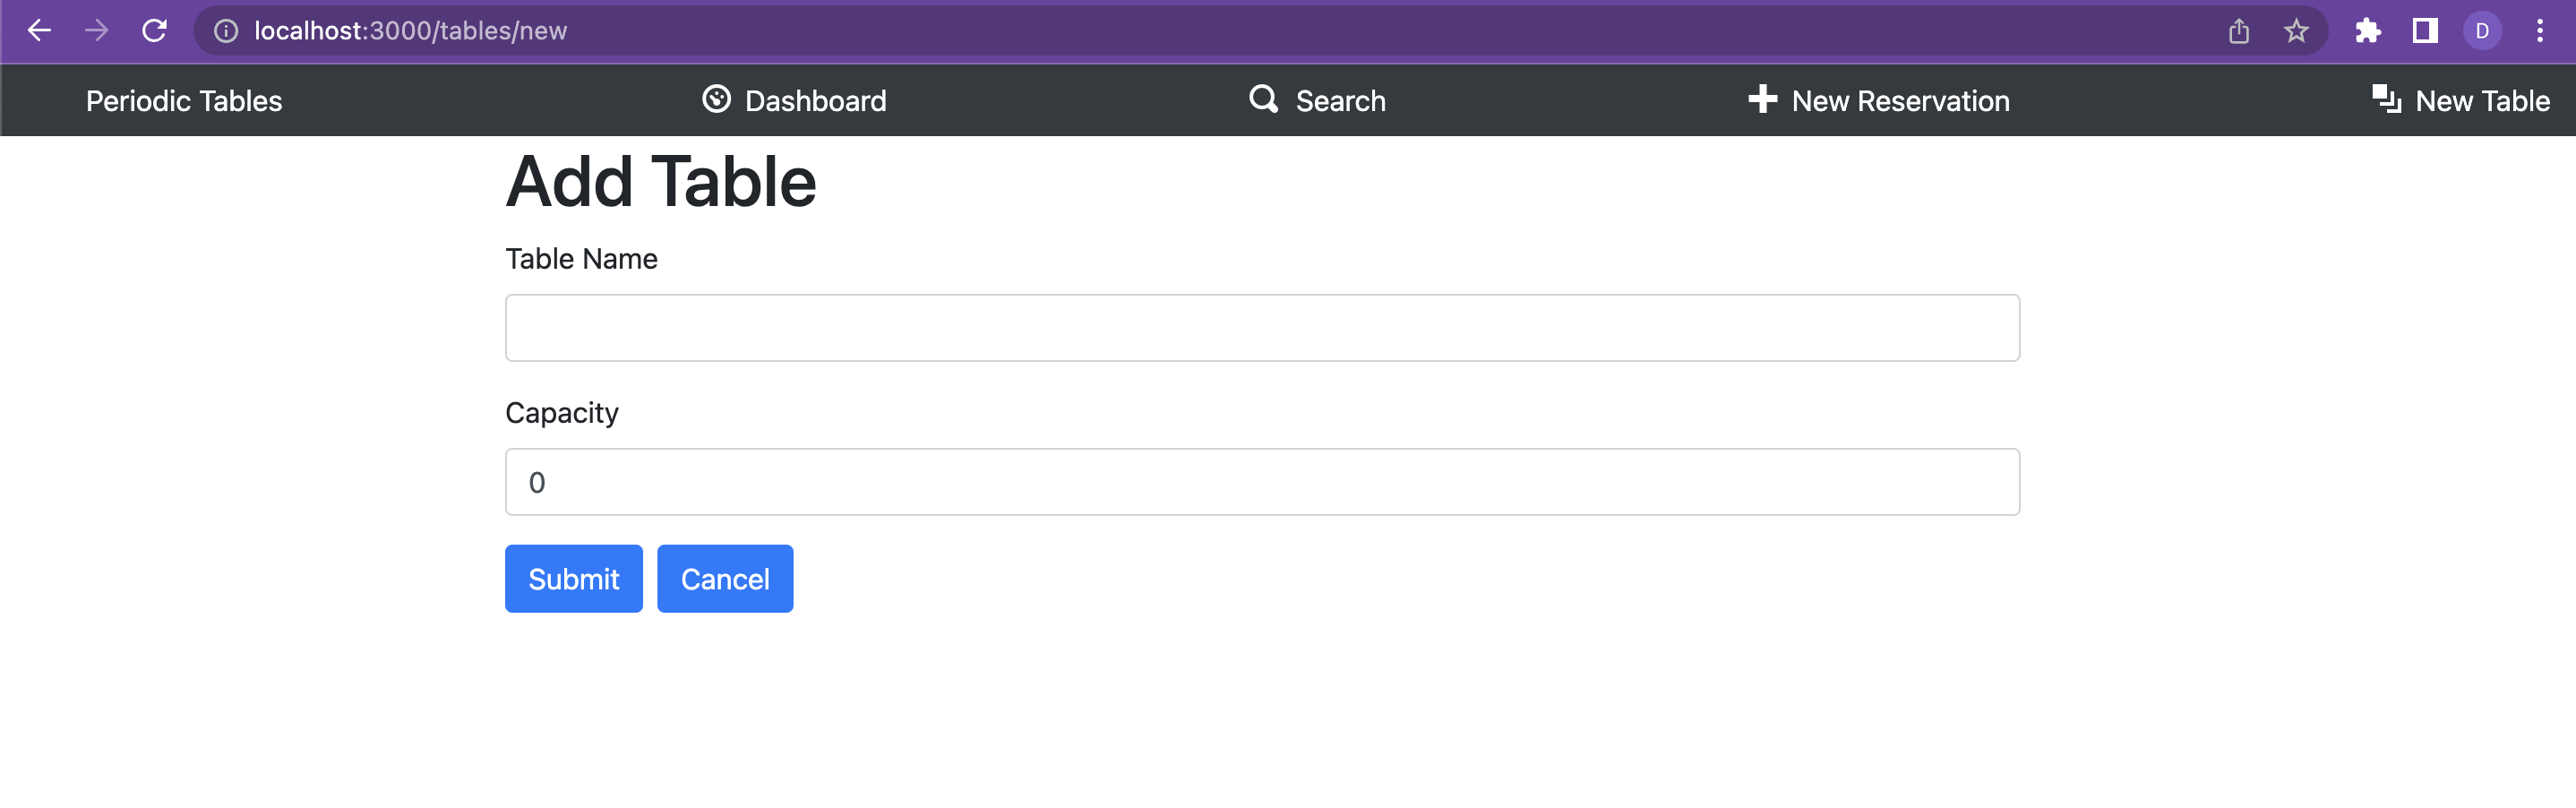 localhost:3000/tables/new
D
Periodic Tables Dashboard Search New Reservation New Table
Add Table
Table Name
Capacity
0
Submit Cancel